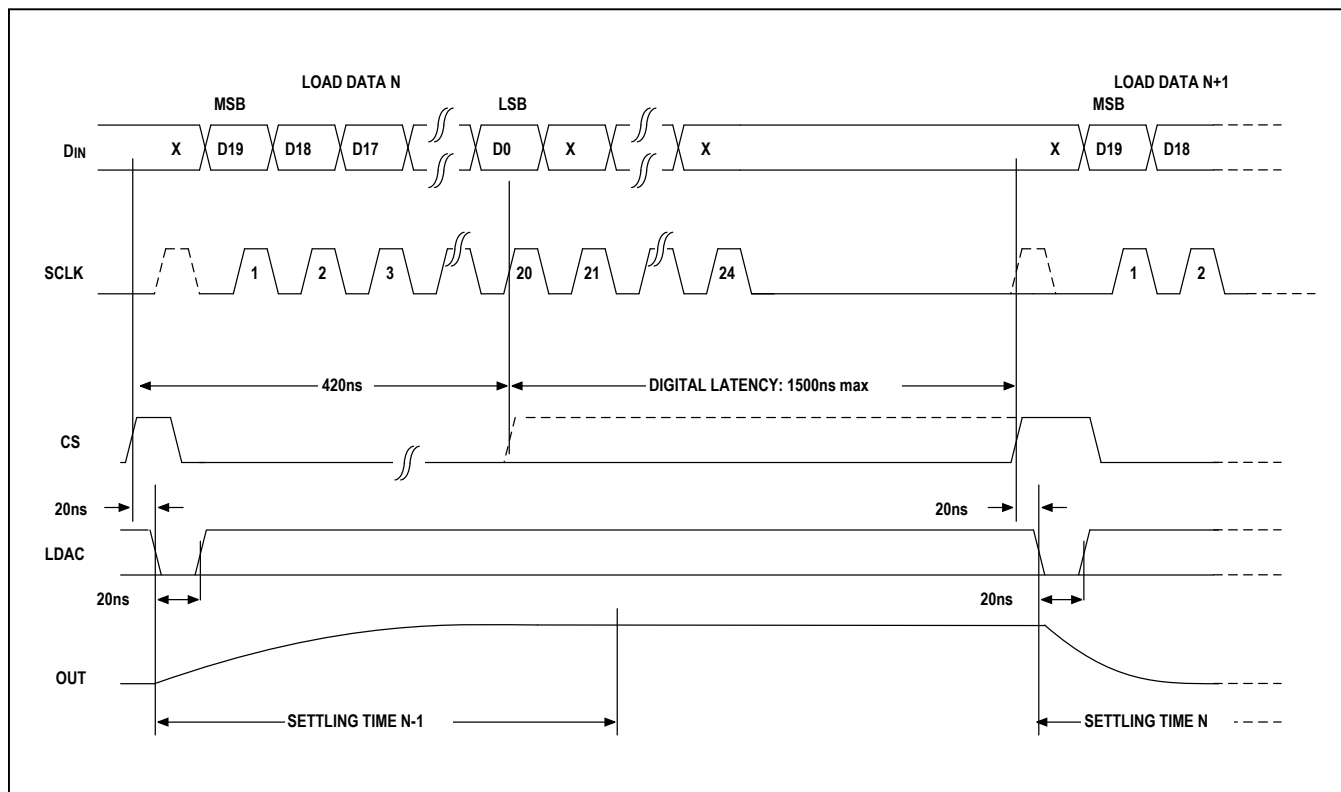 LOAD DATA N LOAD DATA N+1
MSB LSB MSB
DIN X D19 D18 D17 D0 X X X D19 D18
SCLK 1 2 3 20 21 24 1 2
420ns DIGITAL LATENCY: 1500ns max
CS
20ns 20ns
LDAC
20ns 20ns
OUT
SETTLING TIME N-1 SETTLING TIME N